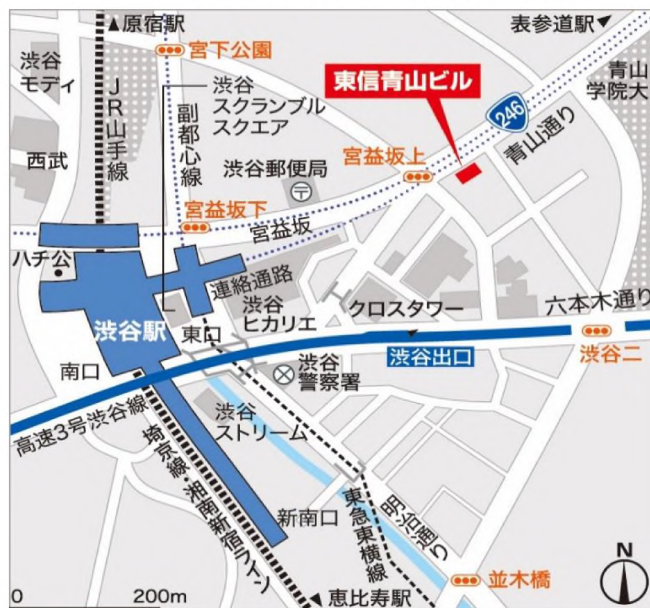 ▲原宿駅
表参道駅
宮下公園
渋谷
モディ
渋谷
スクランブル
スクエア
東信青山ビル
246
青山
学院大
JR山手線
副都心線
青山通り
西武
渋谷郵便局
宮益坂上
宮益坂下
宮益坂
ハチ公
連絡通路
渋谷
ヒカリエ
クロスタワー
六本木通り
渋谷駅
東口
渋谷出口
渋谷二
南口
渋谷
警察署
高速3号渋谷線
渋谷
ストリーム
埼京線・湘南新宿ライン
新南口
東急東横線
明治通り
並木橋
N
0 200m
恵比寿駅